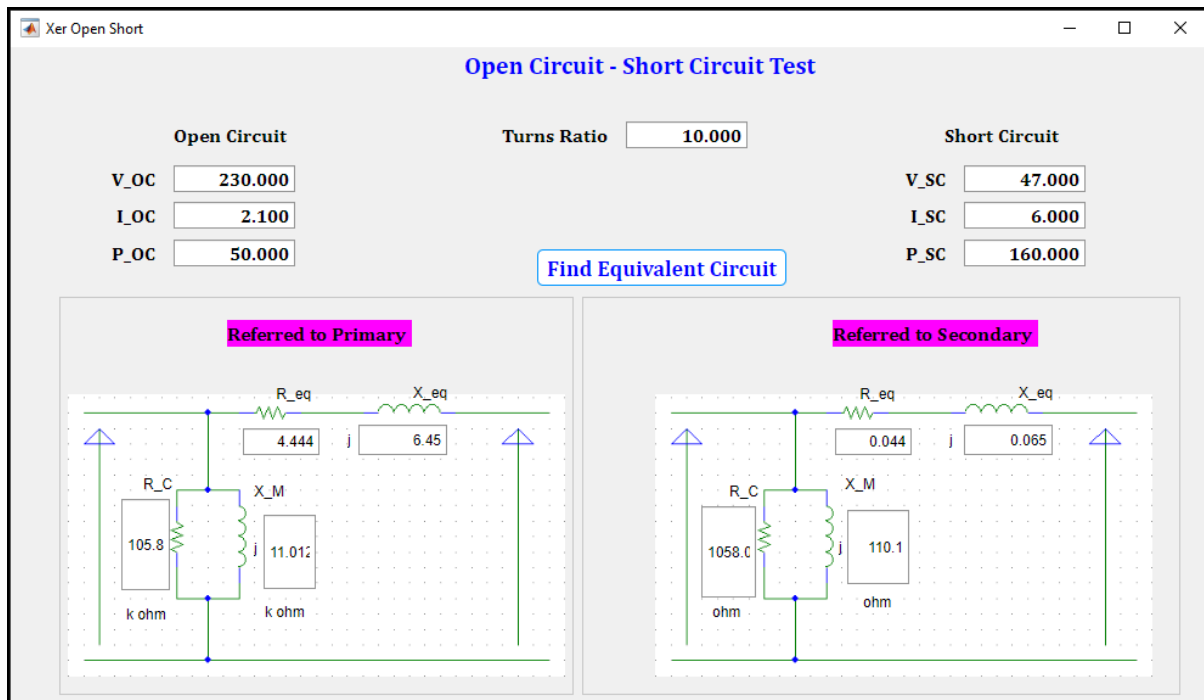 Xer Open Short
Open Circuit - Short Circuit Test
Open Circuit
Turns Ratio 10.000
Short Circuit
V_OC 230.000
V_SC 47.000
I_OC 2.100
I_SC 6.000
P_OC 50.000
P_SC 160.000
Find Equivalent Circuit
Referred to Primary
R_eq X_eq
4.444 j 6.45
R_C X_M
105.8 j 11.012
k ohm k ohm
Referred to Secondary
R_eq X_eq
0.044 j 0.065
R_C X_M
1058.0 j 110.1
ohm ohm